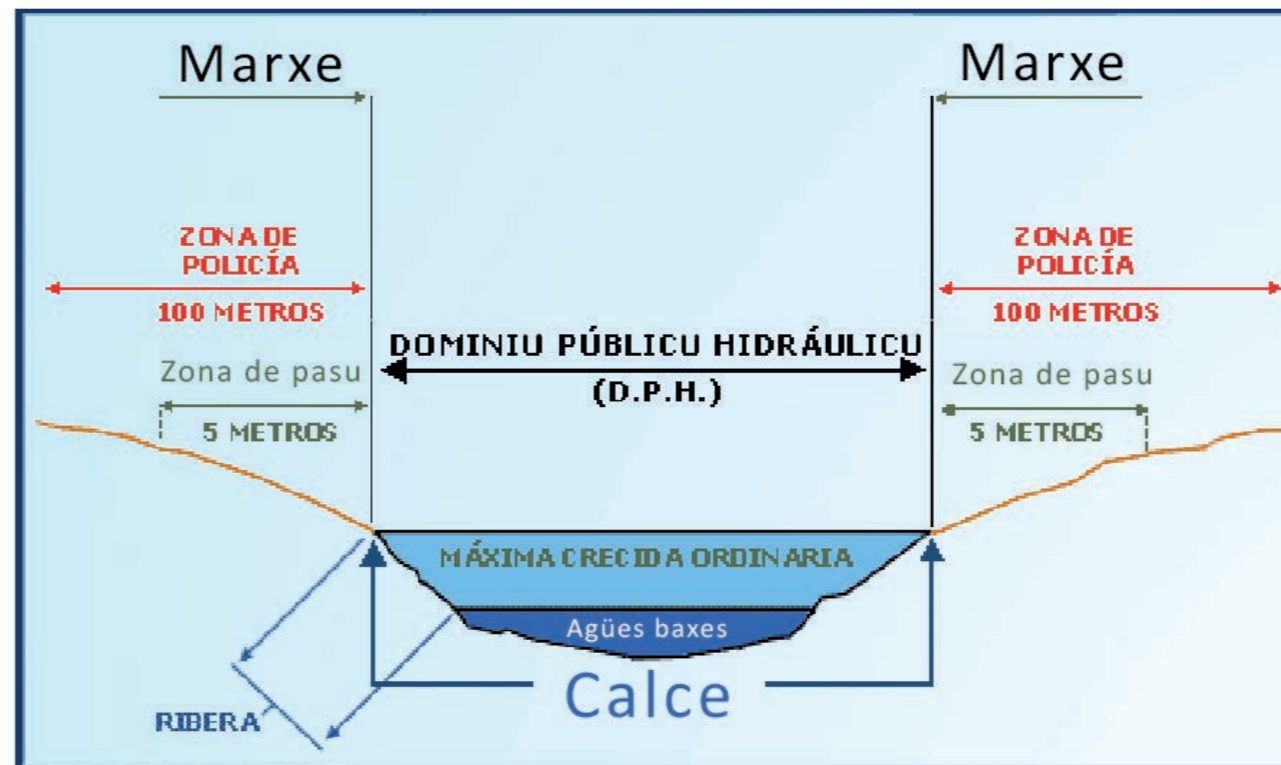 Marxe
Marxe
ZONA DE
POLICÍA
100 METROS
ZONA DE
POLICÍA
100 METROS
DOMINIU PÚBLICU HIDRÁULICU
(D.P.H.)
Zona de pasu
5 METROS
Zona de pasu
5 METROS
MÁXIMA CRECIDA ORDINARIA
Agües baxes
Calce
RIBERA